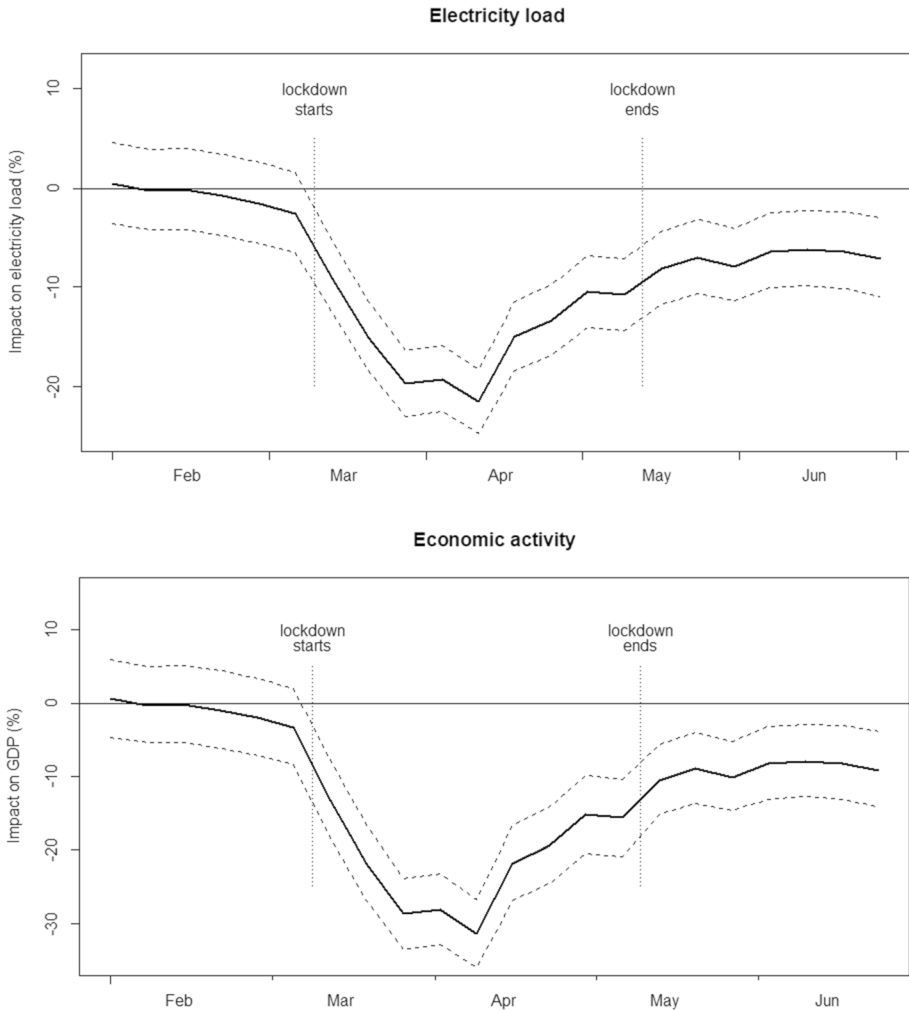 Electricity load
lockdown
starts
lockdown
ends
Impact on electricity load (%)
10
0
-10
-20
Feb
Mar
Apr
May
Jun
Economic activity
lockdown
starts
lockdown
ends
Impact on GDP (%)
10
0
-10
-20
-30
Feb
Mar
Apr
May
Jun